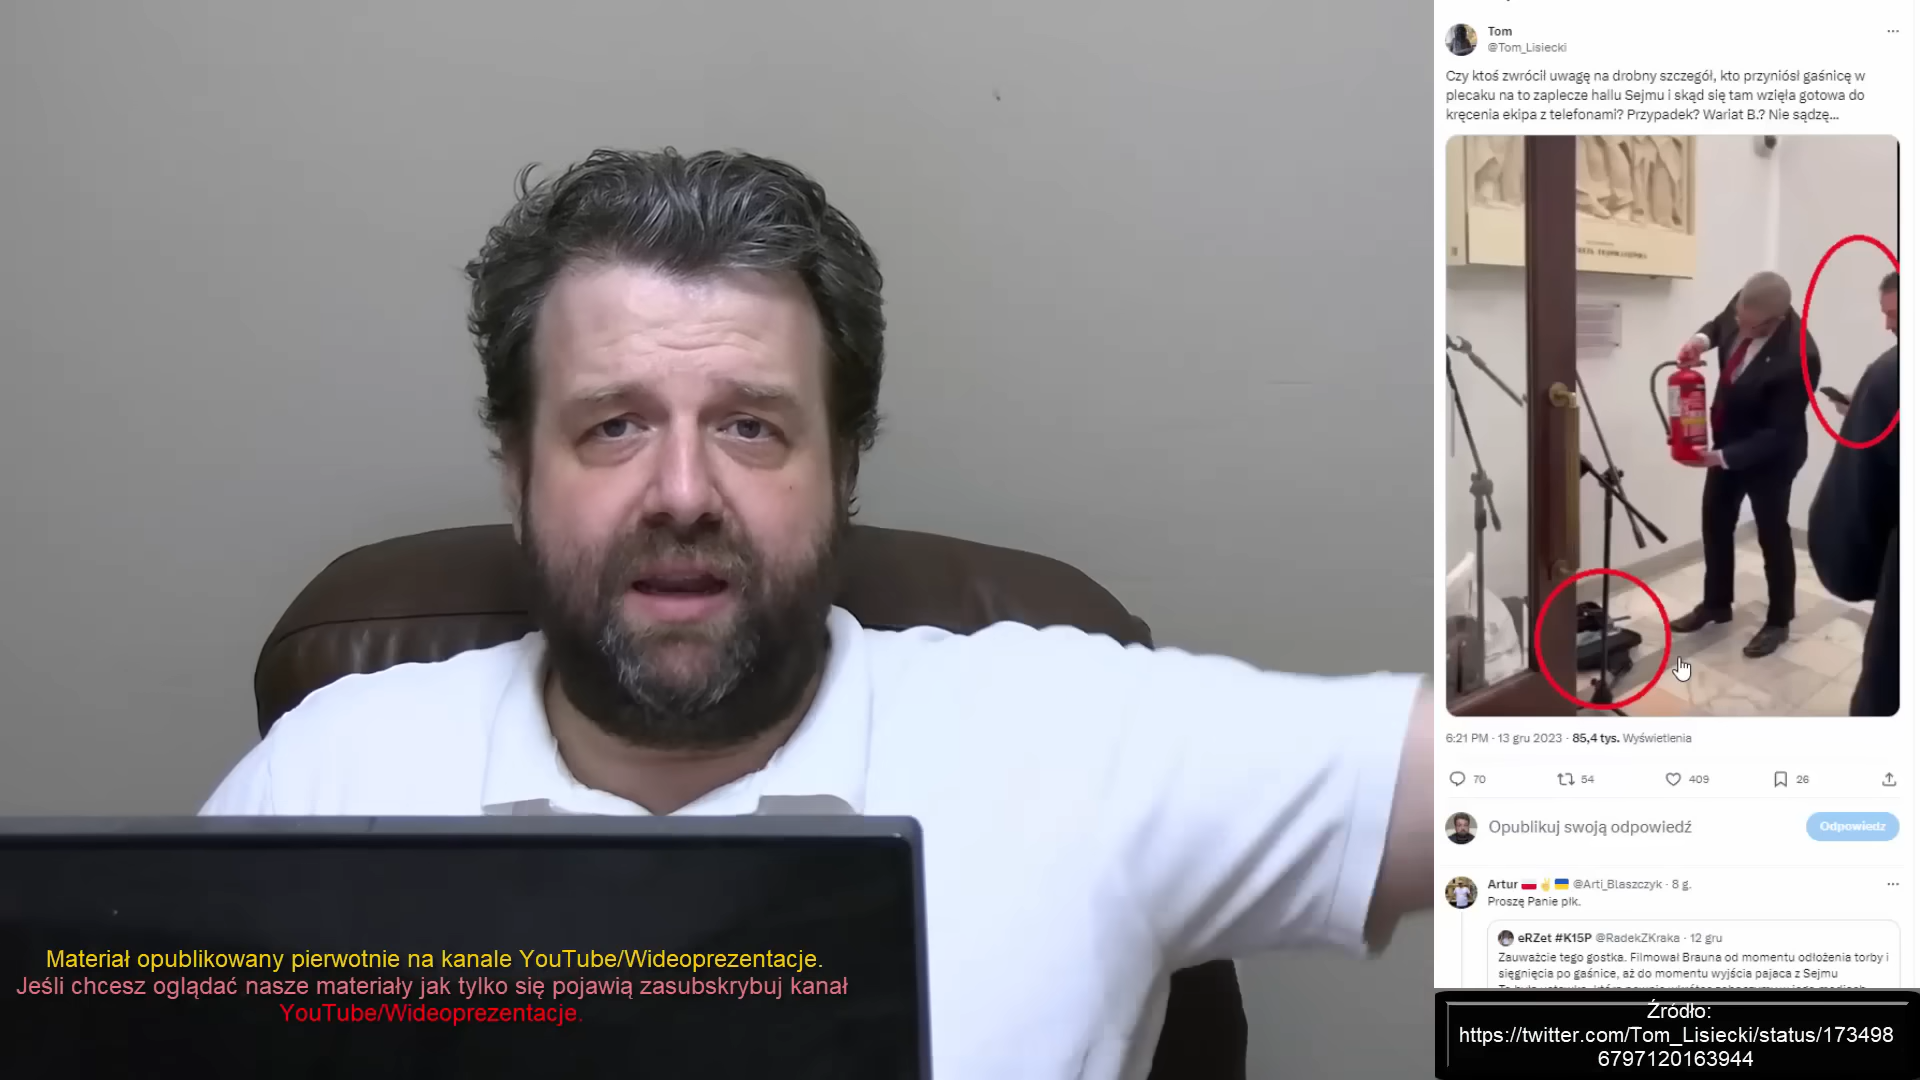 Tom
@Tom_Lisiecki
Czy ktoś zwrócił uwagę na drobny szczegół, kto przyniósł gaśnicę w
plecaku na to zaplecze hallu Sejmu i skąd się tam wzięła gotowa do
kręcenia ekipa z telefonami? Przypadek? Wariat B.? Nie sądzę...
6:21 PM · 13 gru 2023 · 85,4 tys. Wyświetlenia
70 54 409 26
Opublikuj swoją odpowiedź
Odpowiedz
Artur 🇵🇱✌️🇺🇦 @Arti_Blaszczyk · 8 g.
Proszę Panie płk.
eRZet #K15P @RadekZKraka · 12 gru
Zauważcie tego gostka. Filmował Brauna od momentu odłożenia torby i
sięgnięcia po gaśnicę, aż do momentu wyjścia pajaca z Sejmu
Materiał opublikowany pierwotnie na kanale YouTube/Wideoprezentacje.
Jeśli chcesz oglądać nasze materiały jak tylko się pojawią zasubskrybuj kanał
YouTube/Wideoprezentacje.
Źródło:
https://twitter.com/Tom_Lisiecki/status/173498
6797120163944